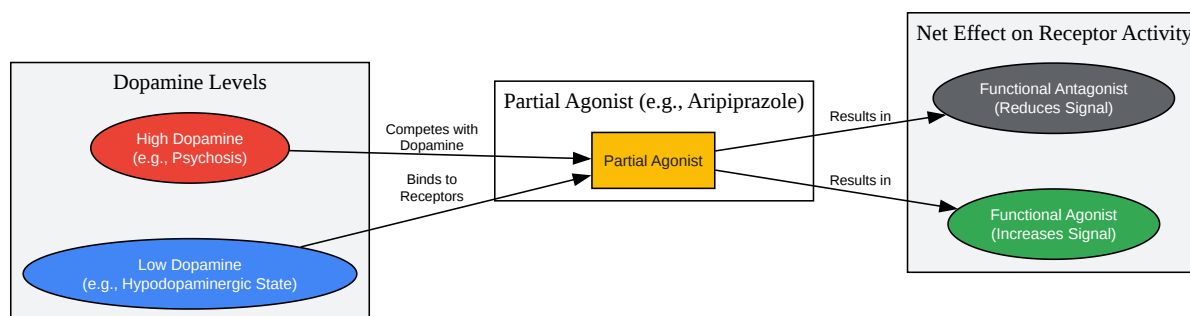 Dopamine Levels
High Dopamine
(e.g., Psychosis)
Low Dopamine
(e.g., Hypodopaminergic State)
Competes with
Dopamine
Binds to
Receptors
Partial Agonist (e.g., Aripiprazole)
Partial Agonist
Results in
Results in
Net Effect on Receptor Activity
Functional Antagonist
(Reduces Signal)
Functional Agonist
(Increases Signal)